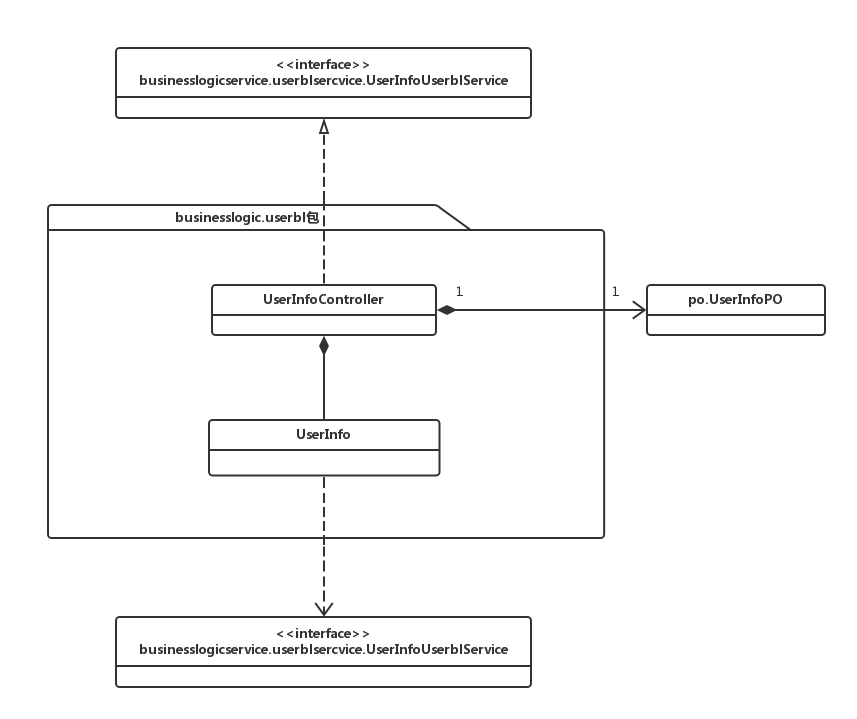 <<interface>>
businesslogicservice.userblsercvice.UserInfoUserblService
businesslogic.userbl包
UserInfoController
1
1
po.UserInfoPO
UserInfo
<<interface>>
businesslogicservice.userblsercvice.UserInfoUserblService